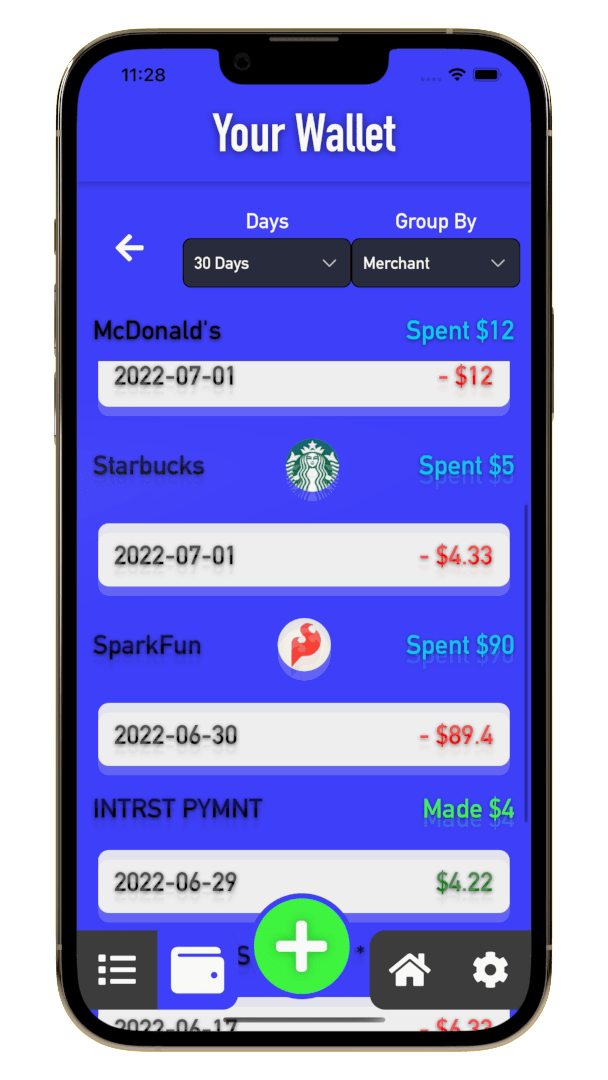 11:28
Your Wallet
Days Group By
30 Days Merchant
McDonald's Spent $12
2022-07-01 - $12
Starbucks Spent $5
2022-07-01 - $4.33
SparkFun Spent $90
2022-06-30 - $89.4
INTRST PYMNT Made $4
2022-06-29 $4.22
S *
2022-06-17 - $6.33